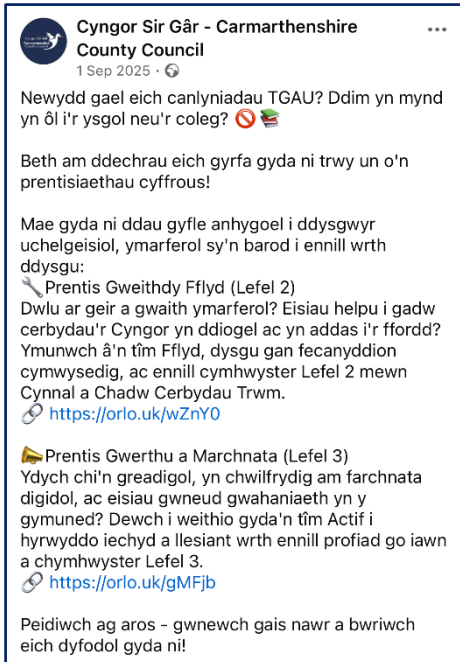 Cyngor Sir Gâr - Carmarthenshire
County Council
1 Sep 2025 ·
Newydd gael eich canlyniadau TGAU? Ddim yn mynd
yn ôl i'r ysgol neu'r coleg? 🚫📚
Beth am ddechrau eich gyrfa gyda ni trwy un o'n
prentisiaethau cyffrous!
Mae gyda ni ddau gyfle anhygoel i ddysgwyr
uchelgeisiol, ymarferol sy'n barod i ennill wrth
ddysgu:
🔧Prentis Gweithdy Fflyd (Lefel 2)
Dwlu ar geir a gwaith ymarferol? Eisiau helpu i gadw
cerbydau'r Cyngor yn ddiogel ac yn addas i'r ffordd?
Ymunwch â'n tîm Fflyd, dysgu gan fecanyddion
cymwysedig, ac ennill cymhwyster Lefel 2 mewn
Cynnal a Chadw Cerbydau Trwm.
🔗 https://orlo.uk/wZnY0
📣Prentis Gwerthu a Marchnata (Lefel 3)
Ydych chi'n greadigol, yn chwilfrydig am farchnata
digidol, ac eisiau gwneud gwahaniaeth yn y
gymuned? Dewch i weithio gyda'n tîm Actif i
hyrwyddo iechyd a llesiant wrth ennill profiad go iawn
a chymhwyster Lefel 3.
🔗 https://orlo.uk/gMFjb
Peidiwch ag aros - gwnewch gais nawr a bwriwch
eich dyfodol gyda ni!